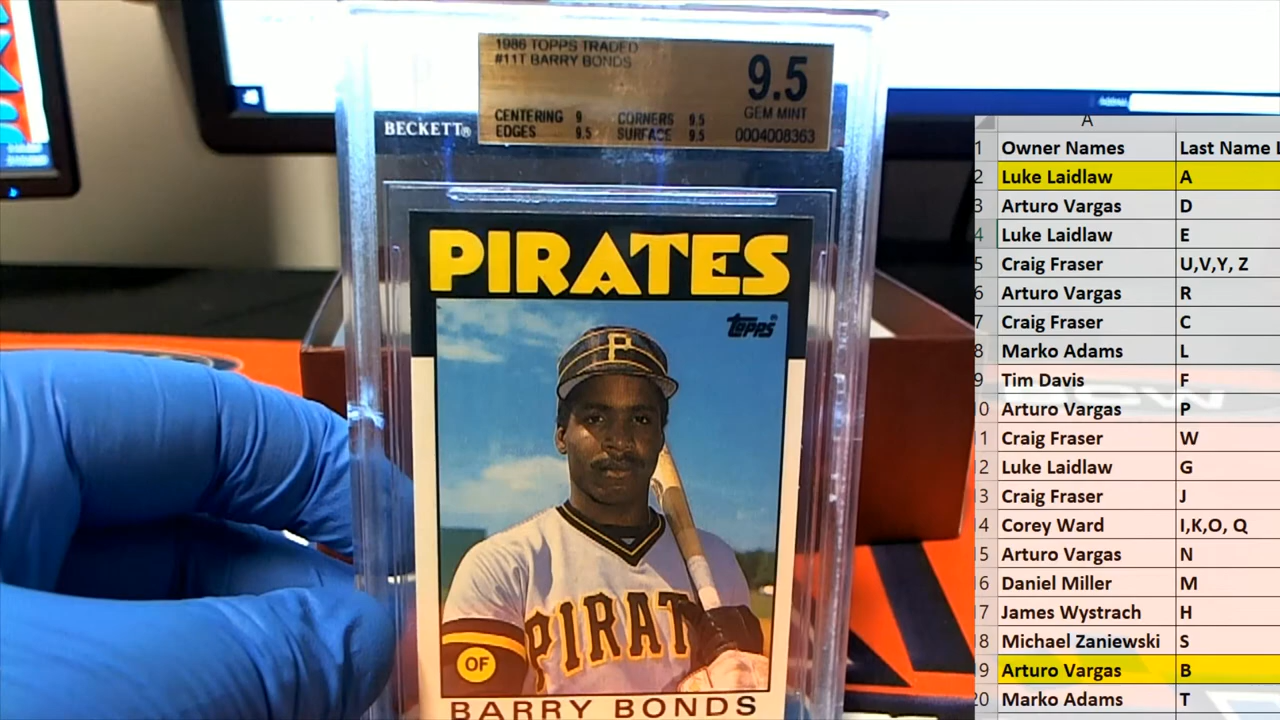 1986 TOPPS TRADED
#11T BARRY BONDS
9.5
GEM MINT
CENTERING 9 CORNERS 9.5
EDGES 9.5 SURFACE 9.5
0004008363
BECKETT®
PIRATES
TOPPS
P
PIRAT
OF
BARRY BONDS
A
1 Owner Names Last Name L
2 Luke Laidlaw A
3 Arturo Vargas D
4 Luke Laidlaw E
5 Craig Fraser U,V,Y, Z
6 Arturo Vargas R
7 Craig Fraser C
8 Marko Adams L
9 Tim Davis F
10 Arturo Vargas P
11 Craig Fraser W
12 Luke Laidlaw G
13 Craig Fraser J
14 Corey Ward I,K,O, Q
15 Arturo Vargas N
16 Daniel Miller M
17 James Wystrach H
18 Michael Zaniewski S
19 Arturo Vargas B
20 Marko Adams T